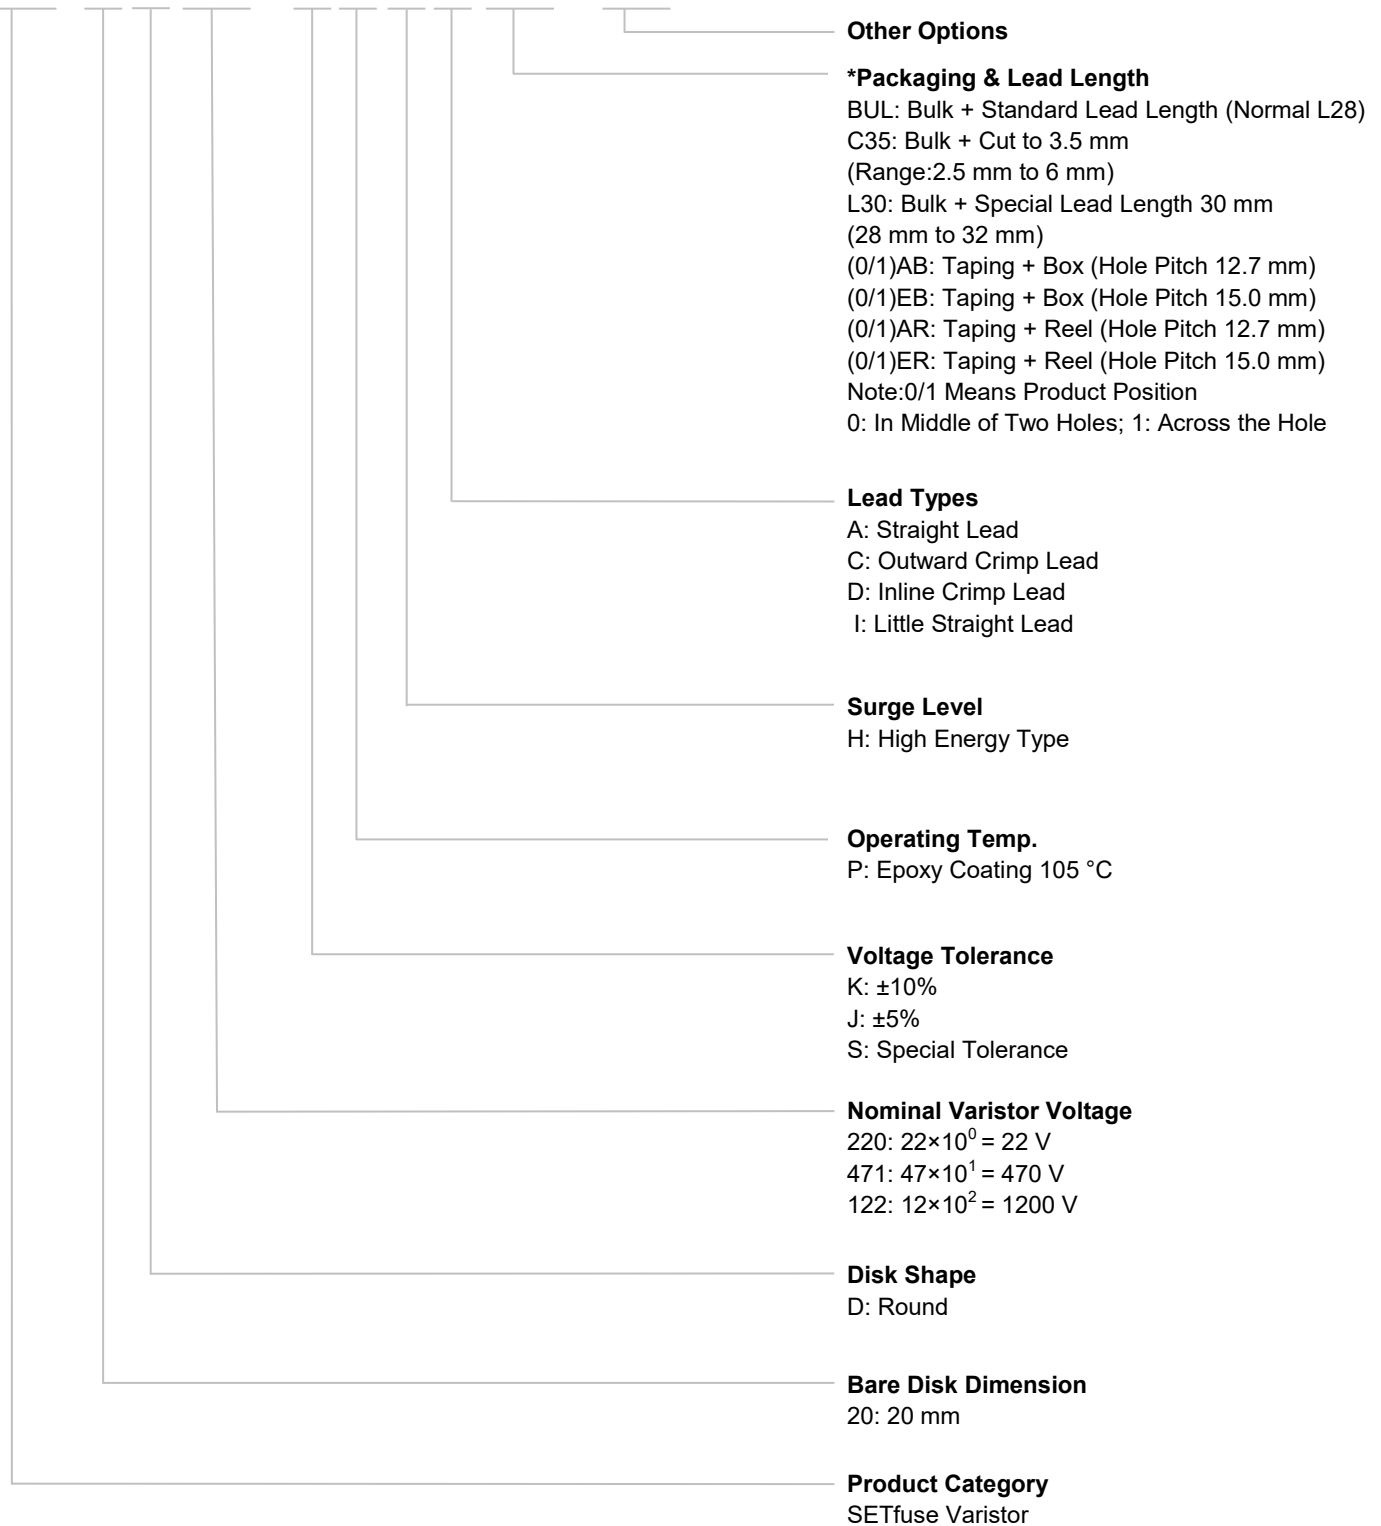 Other Options
*Packaging & Lead Length
BUL: Bulk + Standard Lead Length (Normal L28)
C35: Bulk + Cut to 3.5 mm
(Range:2.5 mm to 6 mm)
L30: Bulk + Special Lead Length 30 mm
(28 mm to 32 mm)
(0/1)AB: Taping + Box (Hole Pitch 12.7 mm)
(0/1)EB: Taping + Box (Hole Pitch 15.0 mm)
(0/1)AR: Taping + Reel (Hole Pitch 12.7 mm)
(0/1)ER: Taping + Reel (Hole Pitch 15.0 mm)
Note:0/1 Means Product Position
0: In Middle of Two Holes; 1: Across the Hole
Lead Types
A: Straight Lead
C: Outward Crimp Lead
D: Inline Crimp Lead
I: Little Straight Lead
Surge Level
H: High Energy Type
Operating Temp.
P: Epoxy Coating 105 °C
Voltage Tolerance
K: ±10%
J: ±5%
S: Special Tolerance
Nominal Varistor Voltage
220: 22×10⁰ = 22 V
471: 47×10¹ = 470 V
122: 12×10² = 1200 V
Disk Shape
D: Round
Bare Disk Dimension
20: 20 mm
Product Category
SETfuse Varistor